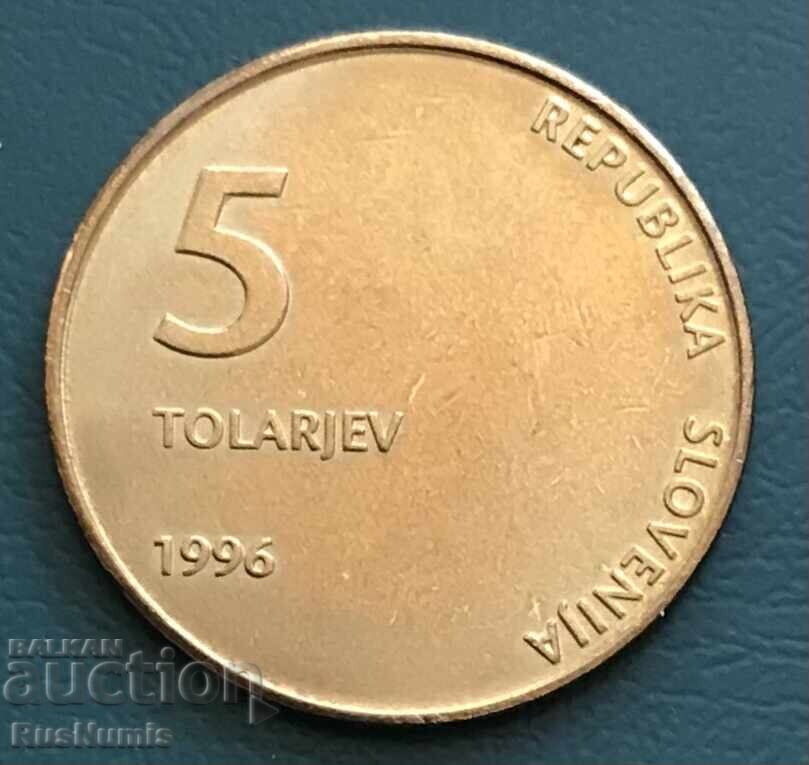 5
TOLARJEV
1996
REPUBLIKA SLOVENIJA
BALKAN
auction
RusNumis